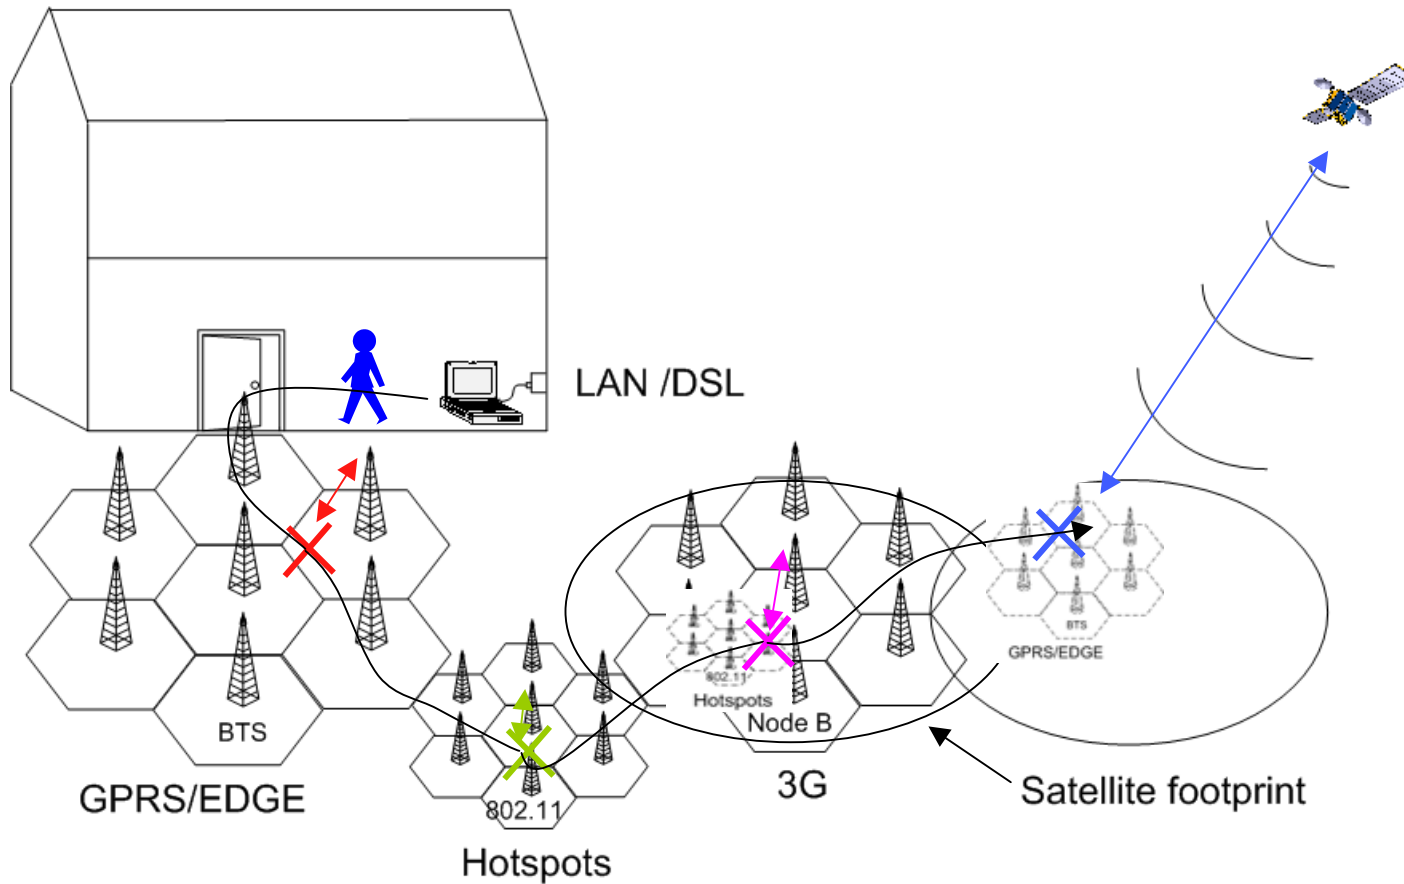 LAN /DSL
BTS
GPRS/EDGE
802.11
Hotspots
802.11
Hotspots
Node B
3G
BTS
GPRS/EDGE
Satellite footprint